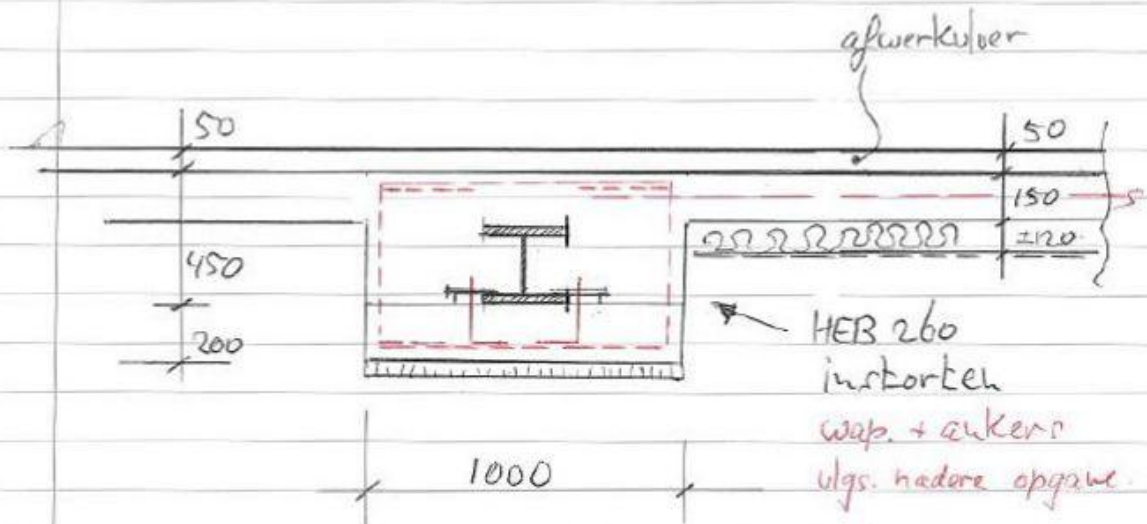 afwerkvloer
50
50
150
±120
450
200
HEB 260
instorten
wap. + ankers
vlgs. nadere opgave.
1000